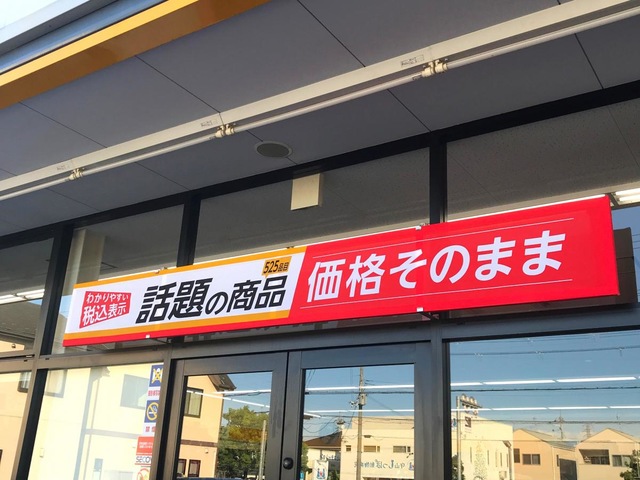 わかりやすい
税込表示
話題の商品
525品目
価格そのまま
SECO